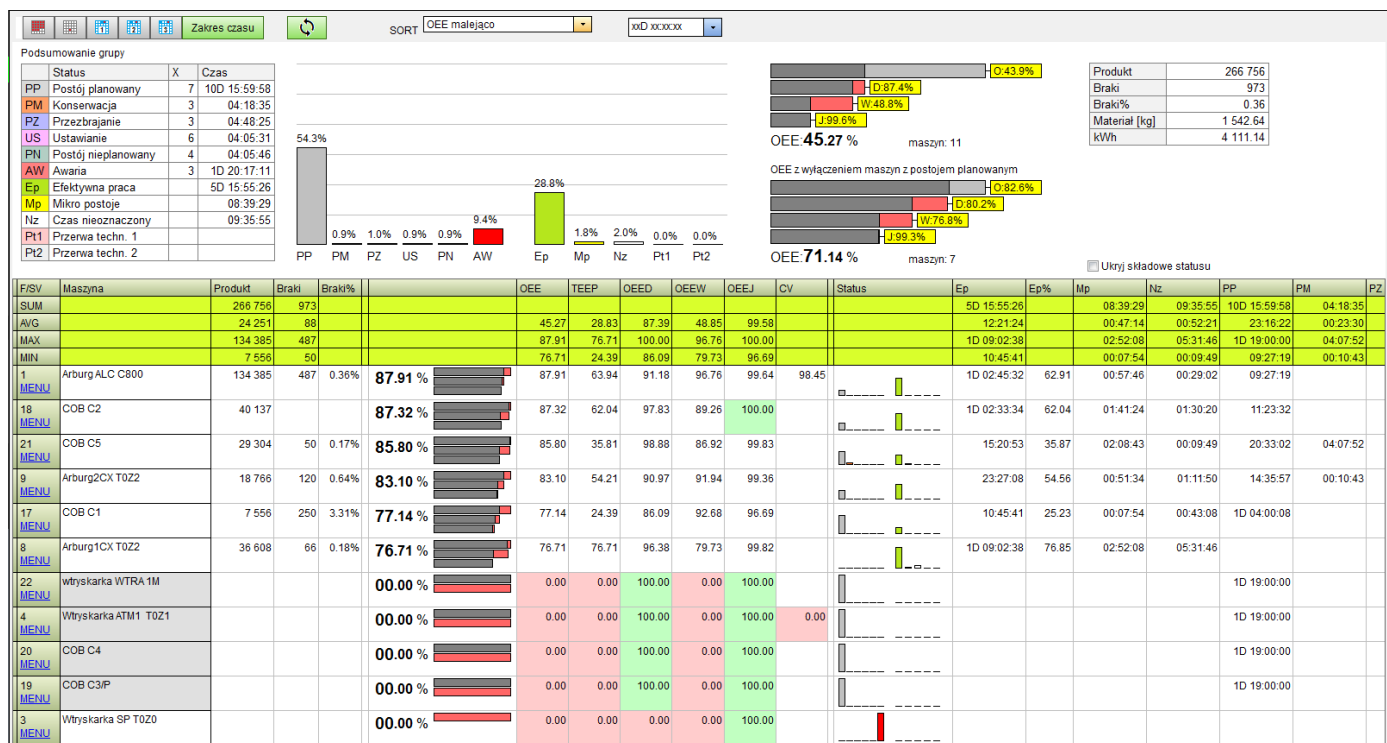 Zakres czasu SORT OEE malejąco xxD xx:xx:xx
Podsumowanie grupy
Status X Czas
PP Postój planowany 7 10D 15:59:58
PM Konserwacja 3 04:18:35
PZ Przezbrajanie 3 04:48:25
US Ustawianie 6 04:05:31
PN Postój nieplanowany 4 04:05:46
AW Awaria 3 1D 20:17:11
Ep Efektywna praca 5D 15:55:26
Mp Mikro postoje 08:39:29
Nz Czas nieoznaczony 09:35:55
Pt1 Przerwa techn. 1
Pt2 Przerwa techn. 2
54.3% 0.9% 1.0% 0.9% 0.9% 9.4% 28.8% 1.8% 2.0% 0.0% 0.0%
PP PM PZ US PN AW Ep Mp Nz Pt1 Pt2
O:43.9%
D:87.4%
W:48.8%
J:99.6%
OEE:45.27 % maszyn: 11
OEE z wyłączeniem maszyn z postojem planowanym
O:82.6%
D:80.2%
W:76.8%
J:99.3%
OEE:71.14 % maszyn: 7
Produkt 266 756
Braki 973
Braki% 0.36
Materiał [kg] 1 542.64
kWh 4 111.14
Ukryj składowe statusu
F/SV Maszyna Produkt Braki Braki% OEE TEEP OEED OEEW OEEJ CV Status Ep Ep% Mp Nz PP PM PZ
SUM 266 756 973 5D 15:55:26 08:39:29 09:35:55 10D 15:59:58 04:18:35
AVG 24 251 88 45.27 28.83 87.39 48.85 99.58 12:21:24 00:47:14 00:52:21 23:16:22 00:23:30
MAX 134 385 487 87.91 76.71 100.00 96.76 100.00 1D 09:02:38 02:52:08 05:31:46 1D 19:00:00 04:07:52
MIN 7 556 50 76.71 24.39 86.09 79.73 96.69 10:45:41 00:07:54 00:09:49 09:27:19 00:10:43
1 Arburg ALC C800 134 385 487 0.36% 87.91 % 87.91 63.94 91.18 96.76 99.64 98.45 1D 02:45:32 62.91 00:57:46 00:29:02 09:27:19
MENU
18 COB C2 40 137 87.32 % 87.32 62.04 97.83 89.26 100.00 1D 02:33:34 62.04 01:41:24 01:30:20 11:23:32
MENU
21 COB C5 29 304 50 0.17% 85.80 % 85.80 35.81 98.88 86.92 99.83 15:20:53 35.87 02:08:43 00:09:49 20:33:02 04:07:52
MENU
9 Arburg2CX T0Z2 18 766 120 0.64% 83.10 % 83.10 54.21 90.97 91.94 99.36 23:27:08 54.56 00:51:34 01:11:50 14:35:57 00:10:43
MENU
17 COB C1 7 556 250 3.31% 77.14 % 77.14 24.39 86.09 92.68 96.69 10:45:41 25.23 00:07:54 00:43:08 1D 04:00:08
MENU
8 Arburg1CX T0Z2 36 608 66 0.18% 76.71 % 76.71 76.71 96.38 79.73 99.82 1D 09:02:38 76.85 02:52:08 05:31:46
MENU
22 wtryskarka WTRA 1M 00.00 % 0.00 0.00 100.00 0.00 100.00 1D 19:00:00
MENU
4 Wtryskarka ATM1 T0Z1 00.00 % 0.00 0.00 100.00 0.00 100.00 0.00 1D 19:00:00
MENU
20 COB C4 00.00 % 0.00 0.00 100.00 0.00 100.00 1D 19:00:00
MENU
19 COB C3/P 00.00 % 0.00 0.00 100.00 0.00 100.00 1D 19:00:00
MENU
3 Wtryskarka SP T0Z0 00.00 % 0.00 0.00 0.00 0.00 100.00
MENU